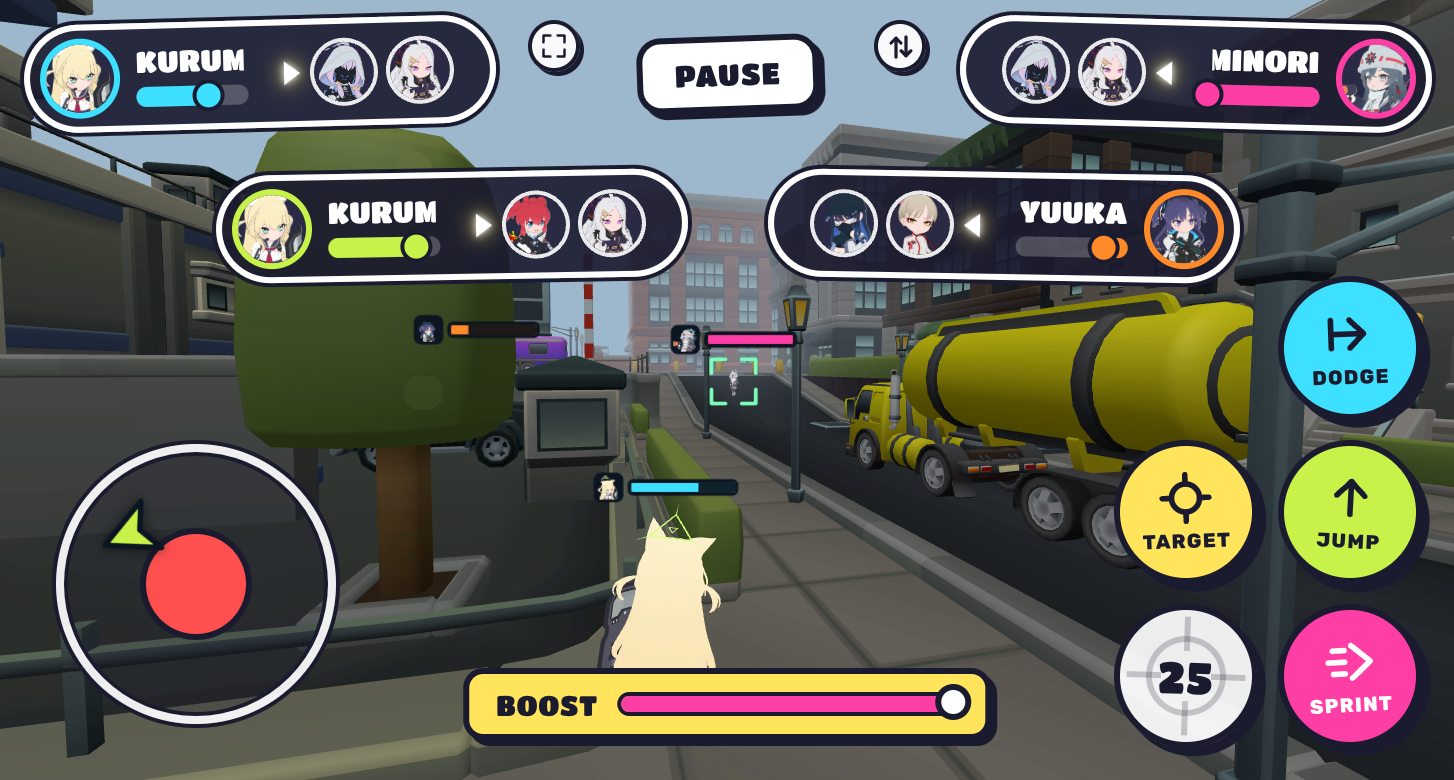 KURUM
PAUSE
MINORI
KURUM
YUUKA
DODGE
TARGET
JUMP
25
SPRINT
BOOST